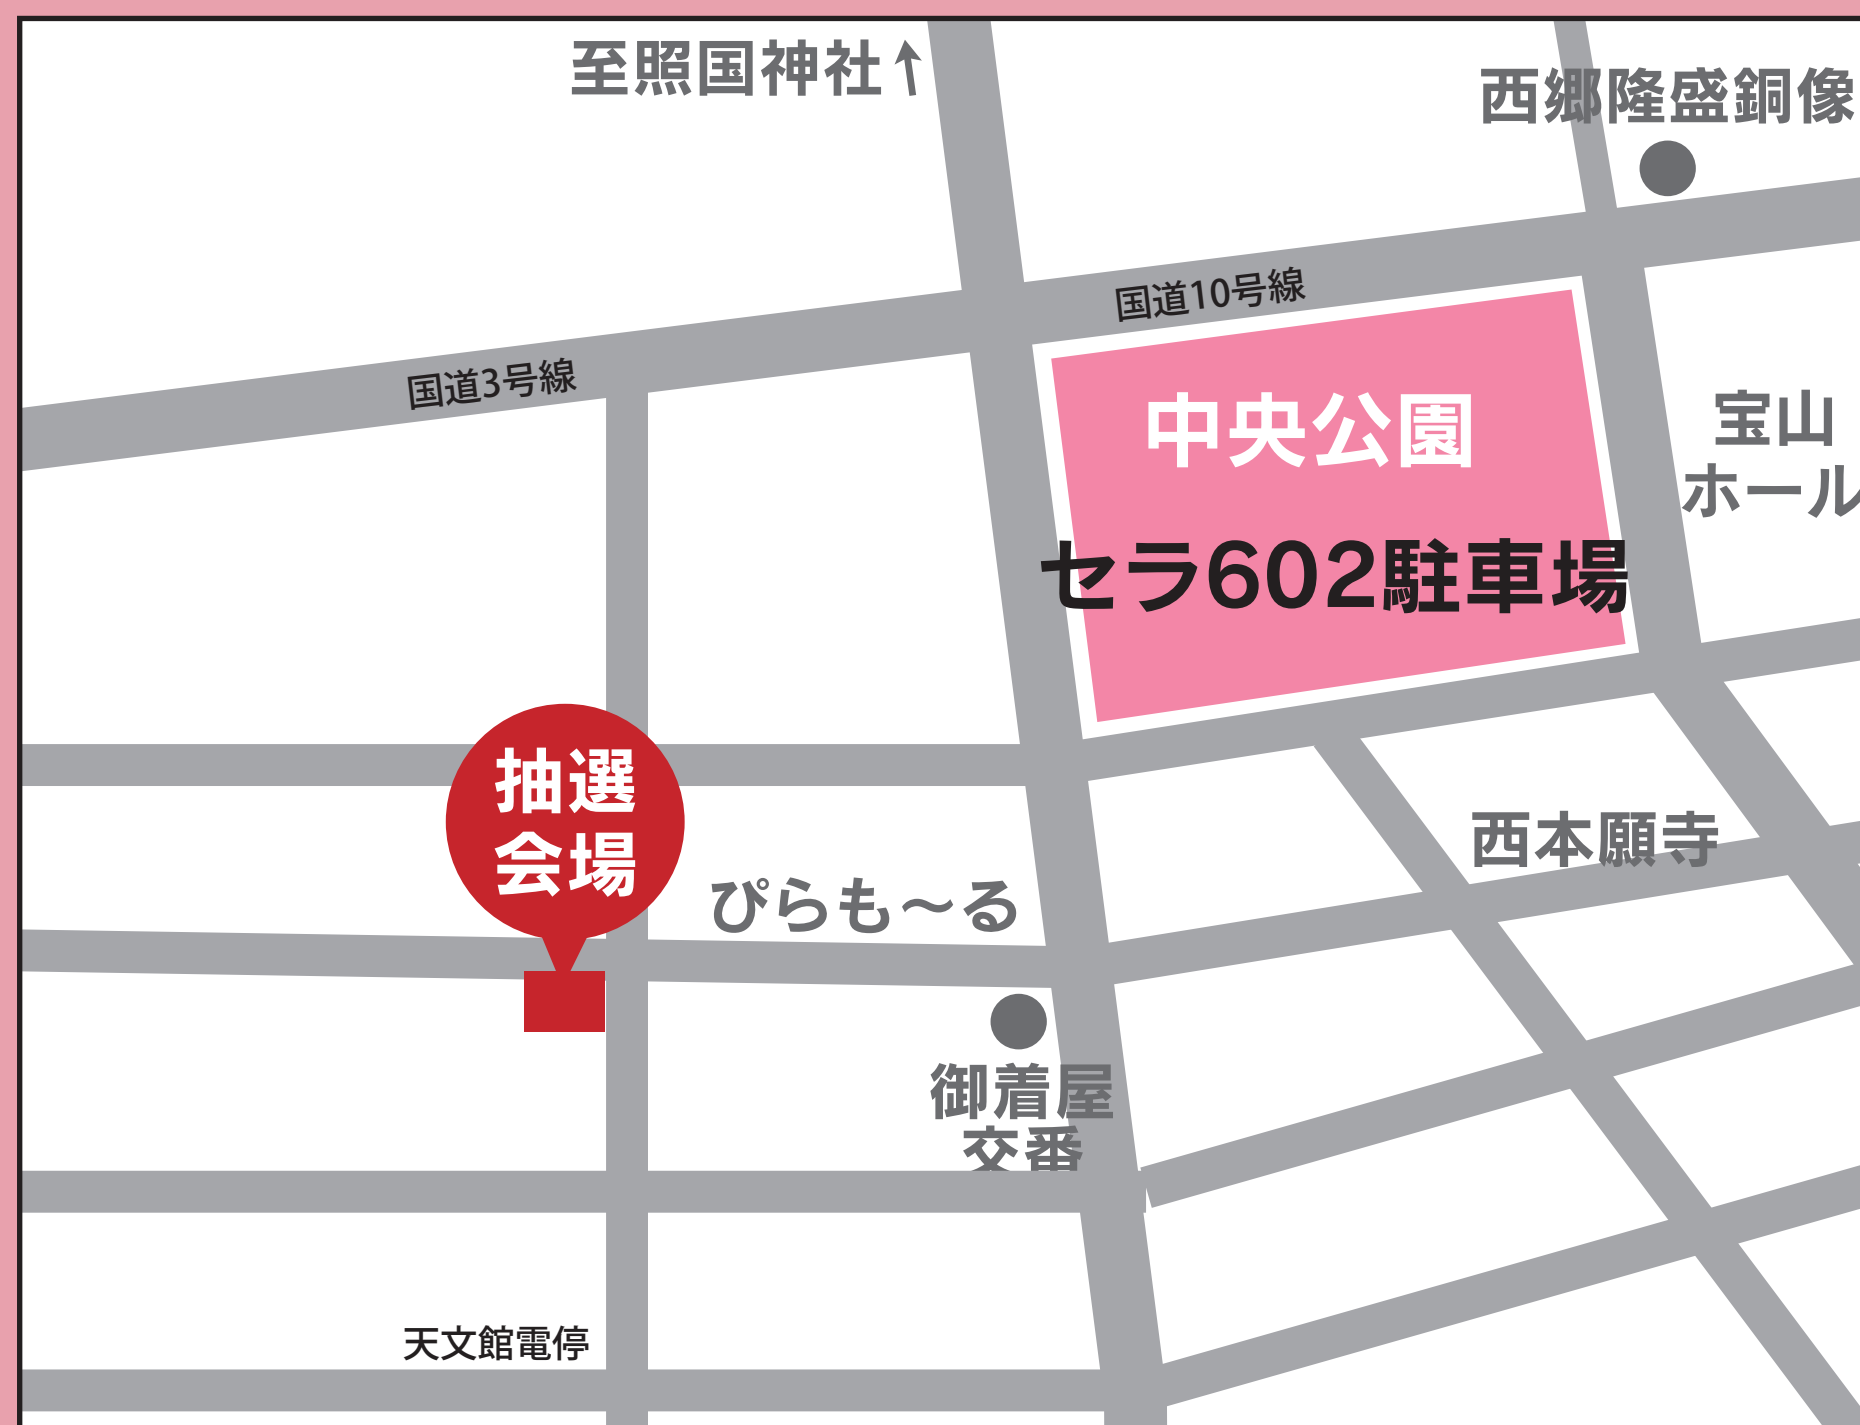 至照国神社↑
西郷隆盛銅像
国道10号線
国道3号線
中央公園
宝山
ホール
セラ602駐車場
抽選
会場
西本願寺
ぴらも～る
御着屋
交番
天文館電停